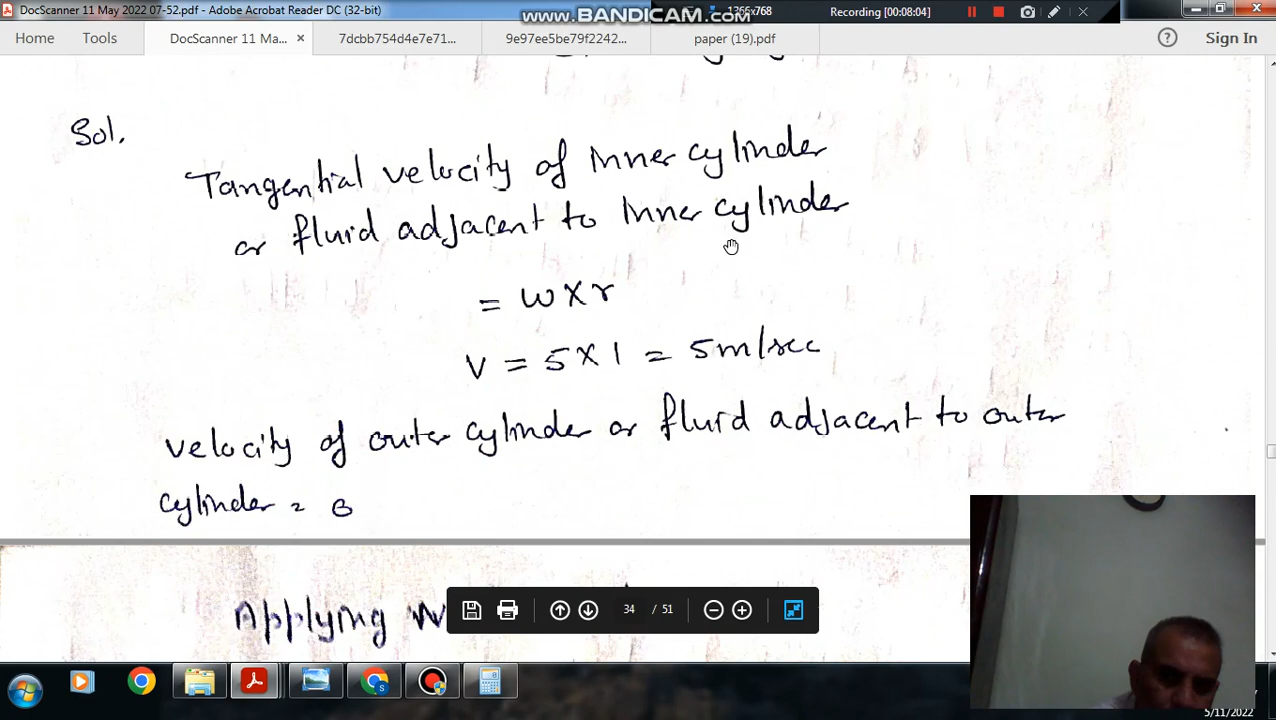 DocScanner 11 May 2022 07-52.pdf - Adobe Acrobat Reader DC (32-bit)
www.BANDICAM.com
1366x768
Recording [00:08:04]
Home
Tools
DocScanner 11 Ma...
7dcbb754d4e7e71...
9e97ee5be79f2242...
paper (19).pdf
Sign In
Sol.
Tangential velocity of inner cylinder
or fluid adjacent to inner cylinder
= ω X r
V = 5 X 1 = 5 m/sec
velocity of outer cylinder or fluid adjacent to outer
cylinder = 0
Applying
34 / 51
5/11/2022